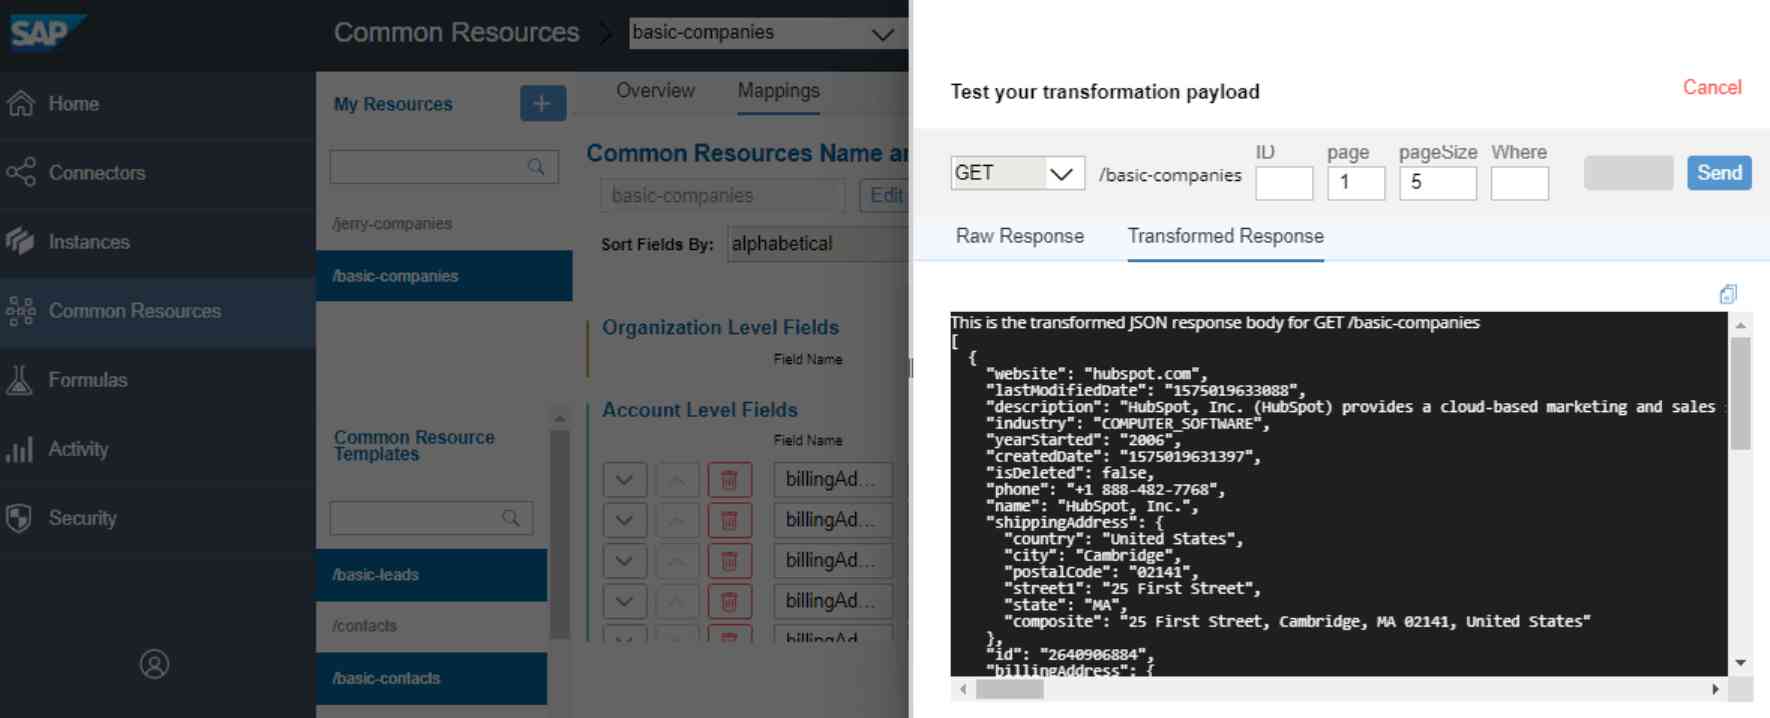 SAP
Home
Connectors
Instances
Common Resources
Formulas
Activity
Security
Common Resources
basic-companies
My Resources
+
/jerry-companies
/basic-companies
Common Resource
Templates
/basic-leads
/contacts
/basic-contacts
Overview Mappings
Common Resources Name
basic-companies Edit
Sort Fields By: alphabetical
Organization Level Fields
Field Name
Account Level Fields
Field Name
billingAd...
billingAd...
billingAd...
billingAd...
billingAd...
Test your transformation payload
Cancel
ID page pageSize Where
GET /basic-companies 1 5 Send
Raw Response Transformed Response
This is the transformed JSON response body for GET /basic-companies
[
{
"website": "hubspot.com",
"lastModifiedDate": "1575019633088",
"description": "HubSpot, Inc. (HubSpot) provides a cloud-based marketing and sales
"industry": "COMPUTER_SOFTWARE",
"yearStarted": "2006",
"createdDate": "1575019631397",
"isDeleted": false,
"phone": "+1 888-482-7768",
"name": "HubSpot, Inc.",
"shippingAddress": {
"country": "United States",
"city": "Cambridge",
"postalCode": "02141",
"street1": "25 First Street",
"state": "MA",
"composite": "25 First Street, Cambridge, MA 02141, United States"
},
"id": "2640906884",
"billingAddress": {